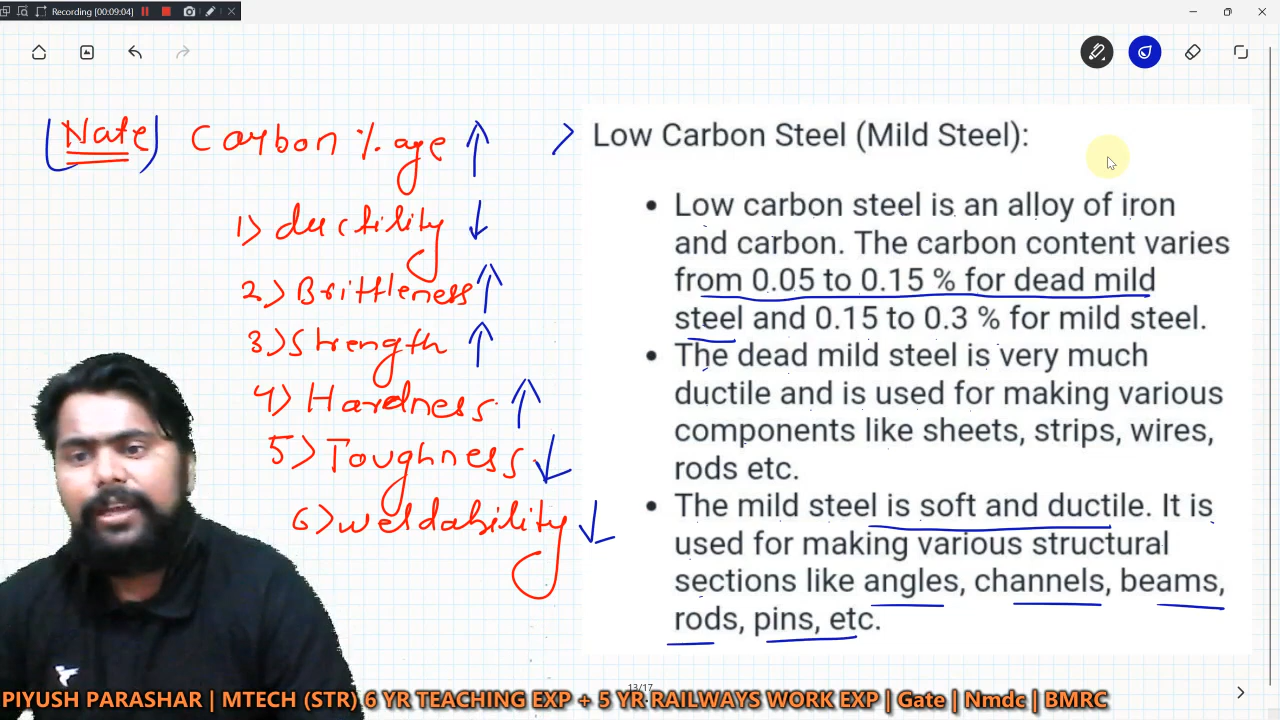 Recording [00:09:04]
Note Carbon % age ↑
1) ductility ↓
2) Brittleness ↑
3) Strength ↑
4) Hardness ↑
5) Toughness ↓
6) weldability ↓
> Low Carbon Steel (Mild Steel):
• Low carbon steel is an alloy of iron
and carbon. The carbon content varies
from 0.05 to 0.15 % for dead mild
steel and 0.15 to 0.3 % for mild steel.
• The dead mild steel is very much
ductile and is used for making various
components like sheets, strips, wires,
rods etc.
• The mild steel is soft and ductile. It is
used for making various structural
sections like angles, channels, beams,
rods, pins, etc.
13/17
PIYUSH PARASHAR | MTECH (STR) 6 YR TEACHING EXP + 5 YR RAILWAYS WORK EXP | Gate | Nmdc | BMRC